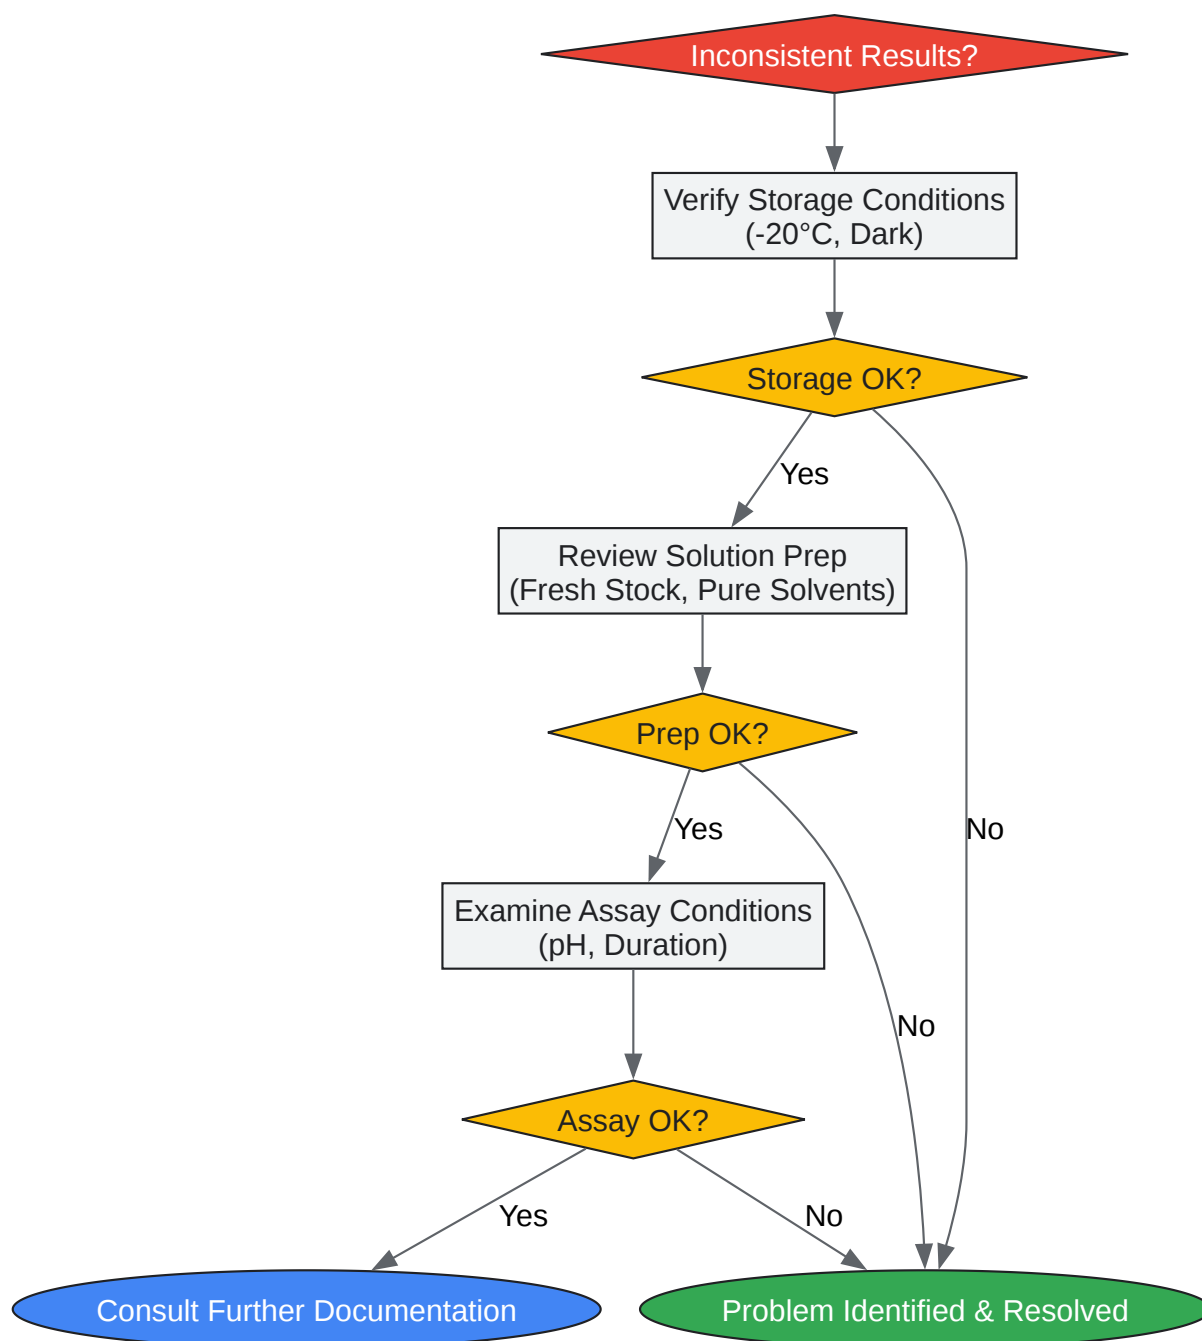 Inconsistent Results?
Verify Storage Conditions
(-20°C, Dark)
Storage OK?
Yes
Review Solution Prep
(Fresh Stock, Pure Solvents)
Prep OK?
Yes
No
Examine Assay Conditions
(pH, Duration)
No
Assay OK?
Yes
No
Consult Further Documentation
Problem Identified & Resolved